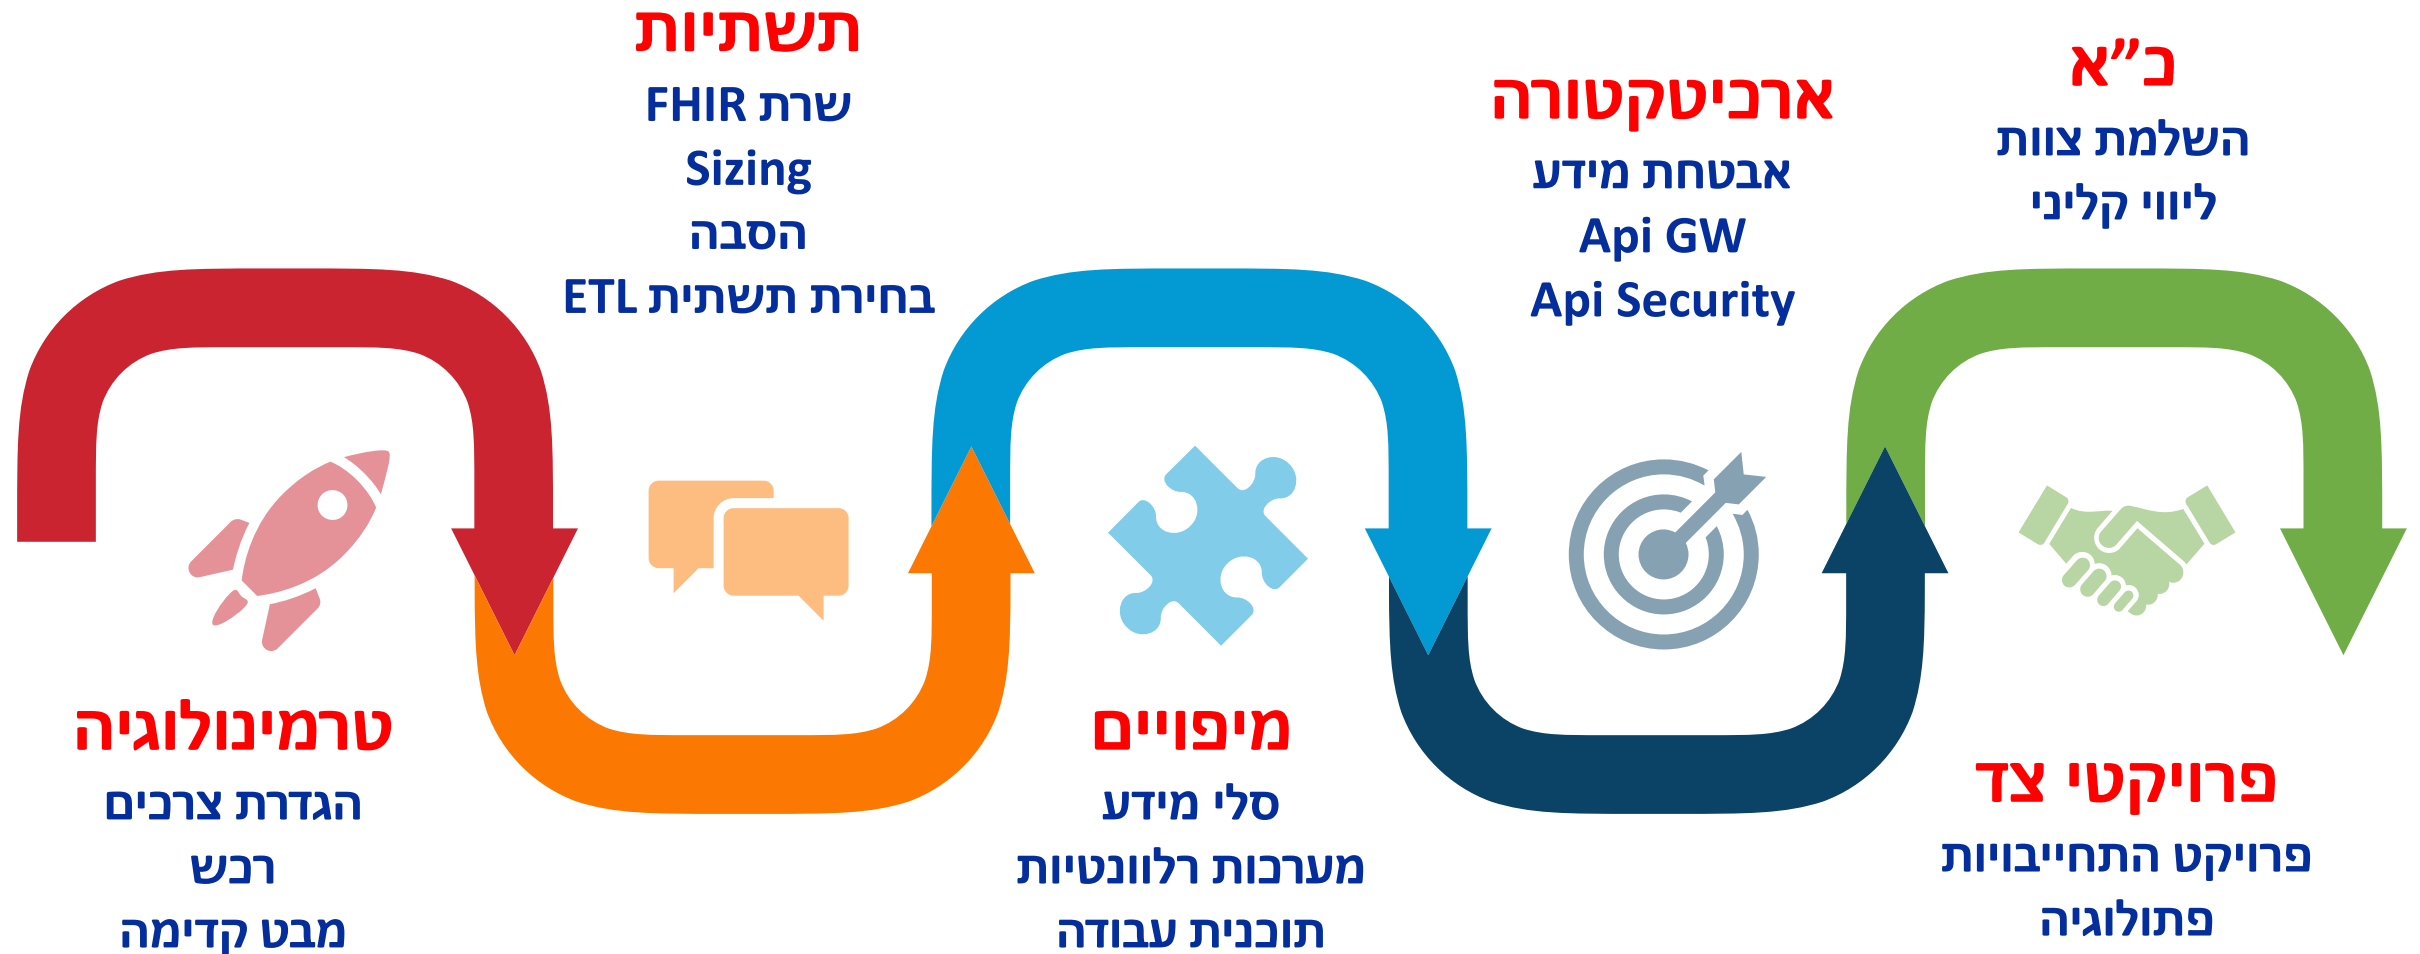 תשתיות
שרת FHIR
Sizing
הסבה
בחירת תשתית ETL
ארכיטקטורה
אבטחת מידע
Api GW
Api Security
כ”א
השלמת צוות
ליווי קליני
טרמינולוגיה
הגדרת צרכים
רכש
מבט קדימה
מיפויים
סלי מידע
מערכות רלוונטיות
תוכנית עבודה
פרויקטי צד
פרויקט התחייבויות
פתולוגיה